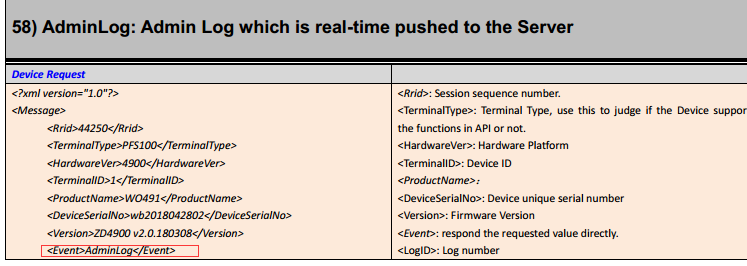 58) AdminLog: Admin Log which is real-time pushed to the Server
Device Request
<?xml version="1.0"?>
<Message>
<Rrid>44250</Rrid>
<TerminalType>PFS100</TerminalType>
<HardwareVer>4900</HardwareVer>
<TerminalID>1</TerminalID>
<ProductName>WO491</ProductName>
<DeviceSerialNo>wb2018042802</DeviceSerialNo>
<Version>ZD4900 v2.0.180308</Version>
<Event>AdminLog</Event>
<Rrid>: Session sequence number.
<TerminalType>: Terminal Type, use this to judge if the Device suppor
the functions in API or not.
<HardwareVer>: Hardware Platform
<TerminalID>: Device ID
<ProductName>:
<DeviceSerialNo>: Device unique serial number
<Version>: Firmware Version
<Event>: respond the requested value directly.
<LogID>: Log number